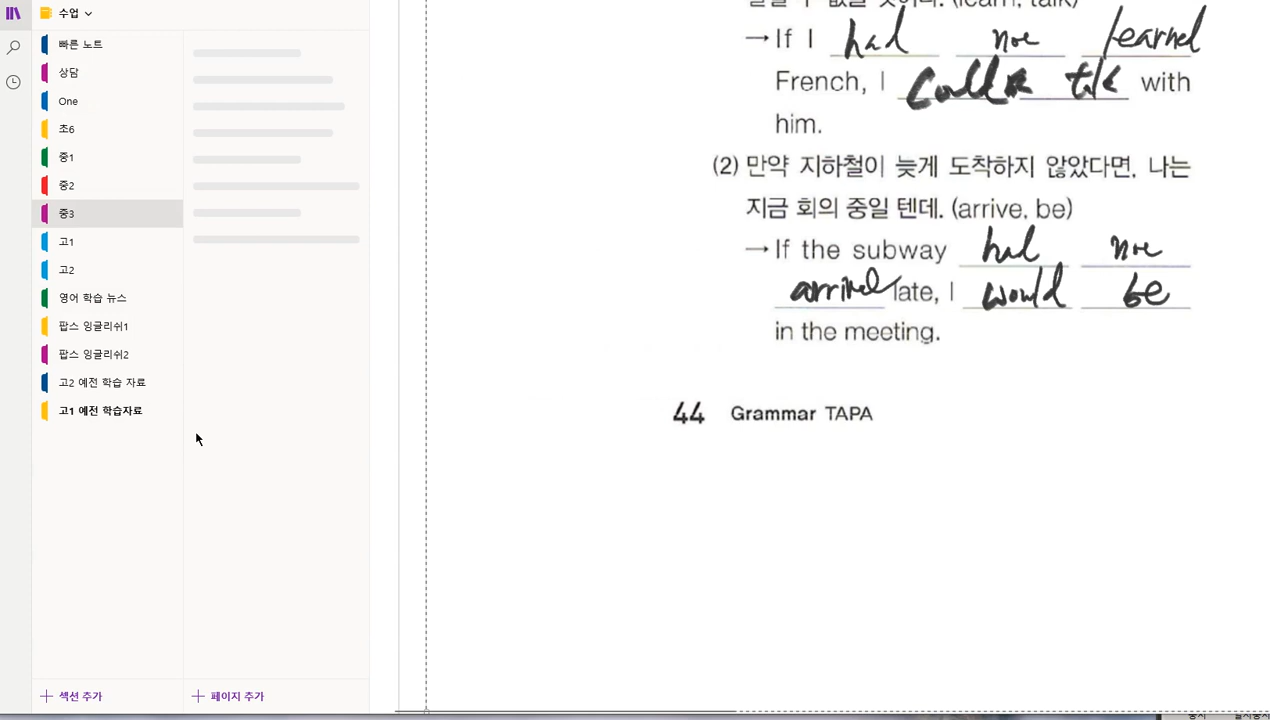 수업
빠른 노트
상담
One
초6
중1
중2
중3
고1
고2
영어 학습 뉴스
팝스 잉글리쉬1
팝스 잉글리쉬2
고2 예전 학습 자료
고1 예전 학습자료
섹션 추가
페이지 추가
(learn, talk)
→ If I had not learned
French, I talk with
him.
(2) 만약 지하철이 늦게 도착하지 않았다면, 나는
지금 회의 중일 텐데. (arrive, be)
→ If the subway had not
arrived late, I would be
in the meeting.
44 Grammar TAPA